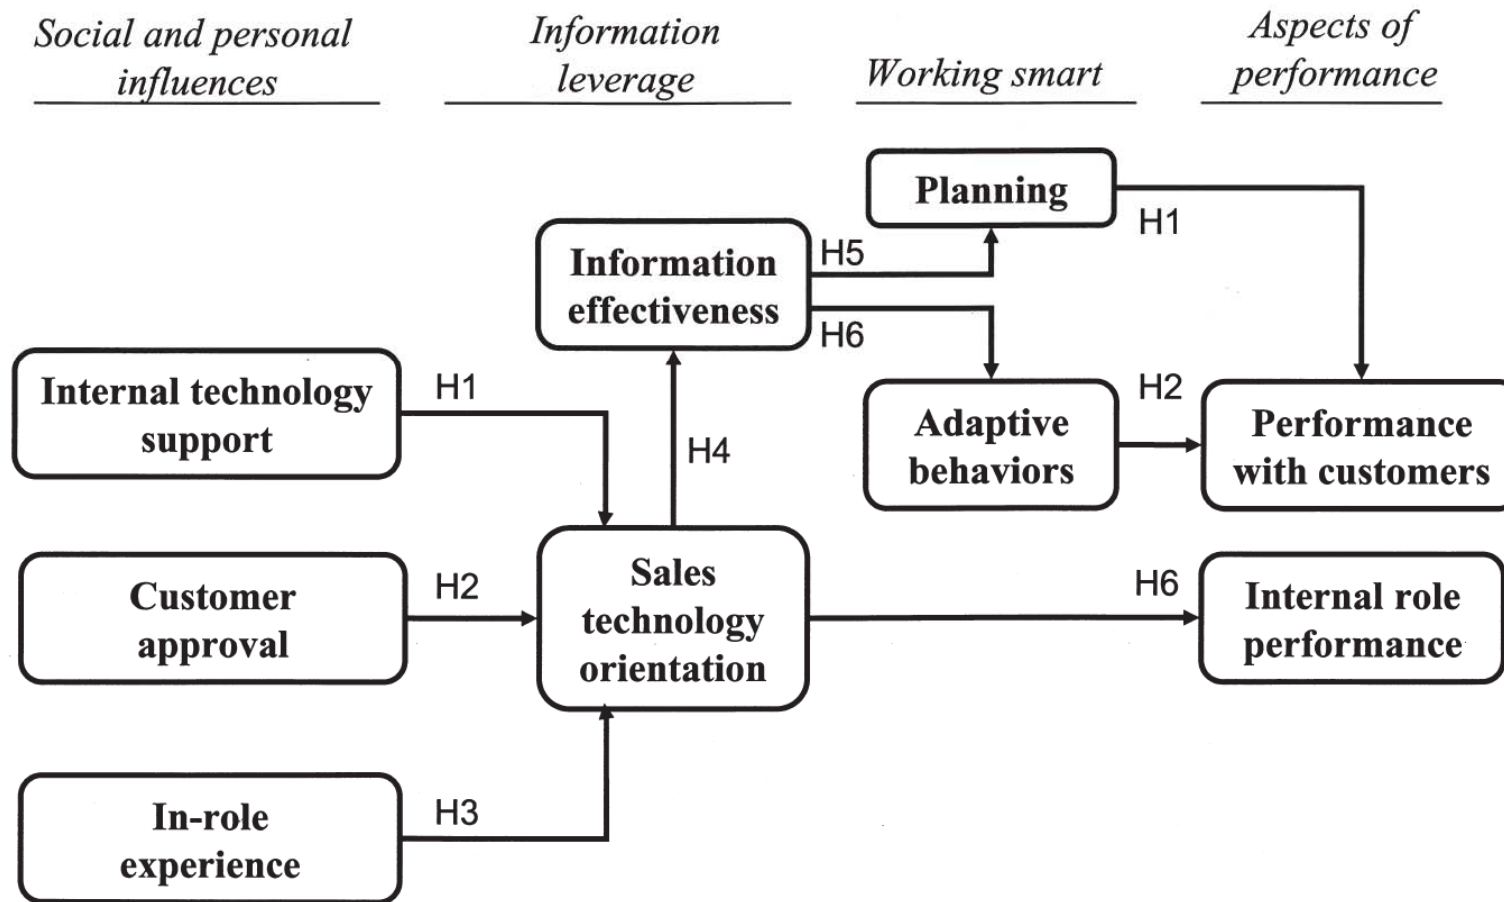 Social and personal
influences
Information
leverage
Working smart
Aspects of
performance
Planning
H1
Information
effectiveness
H5
H6
Internal technology
support
H1
H4
Adaptive
behaviors
H2
Performance
with customers
Customer
approval
H2
Sales
technology
orientation
H6
Internal role
performance
In-role
experience
H3